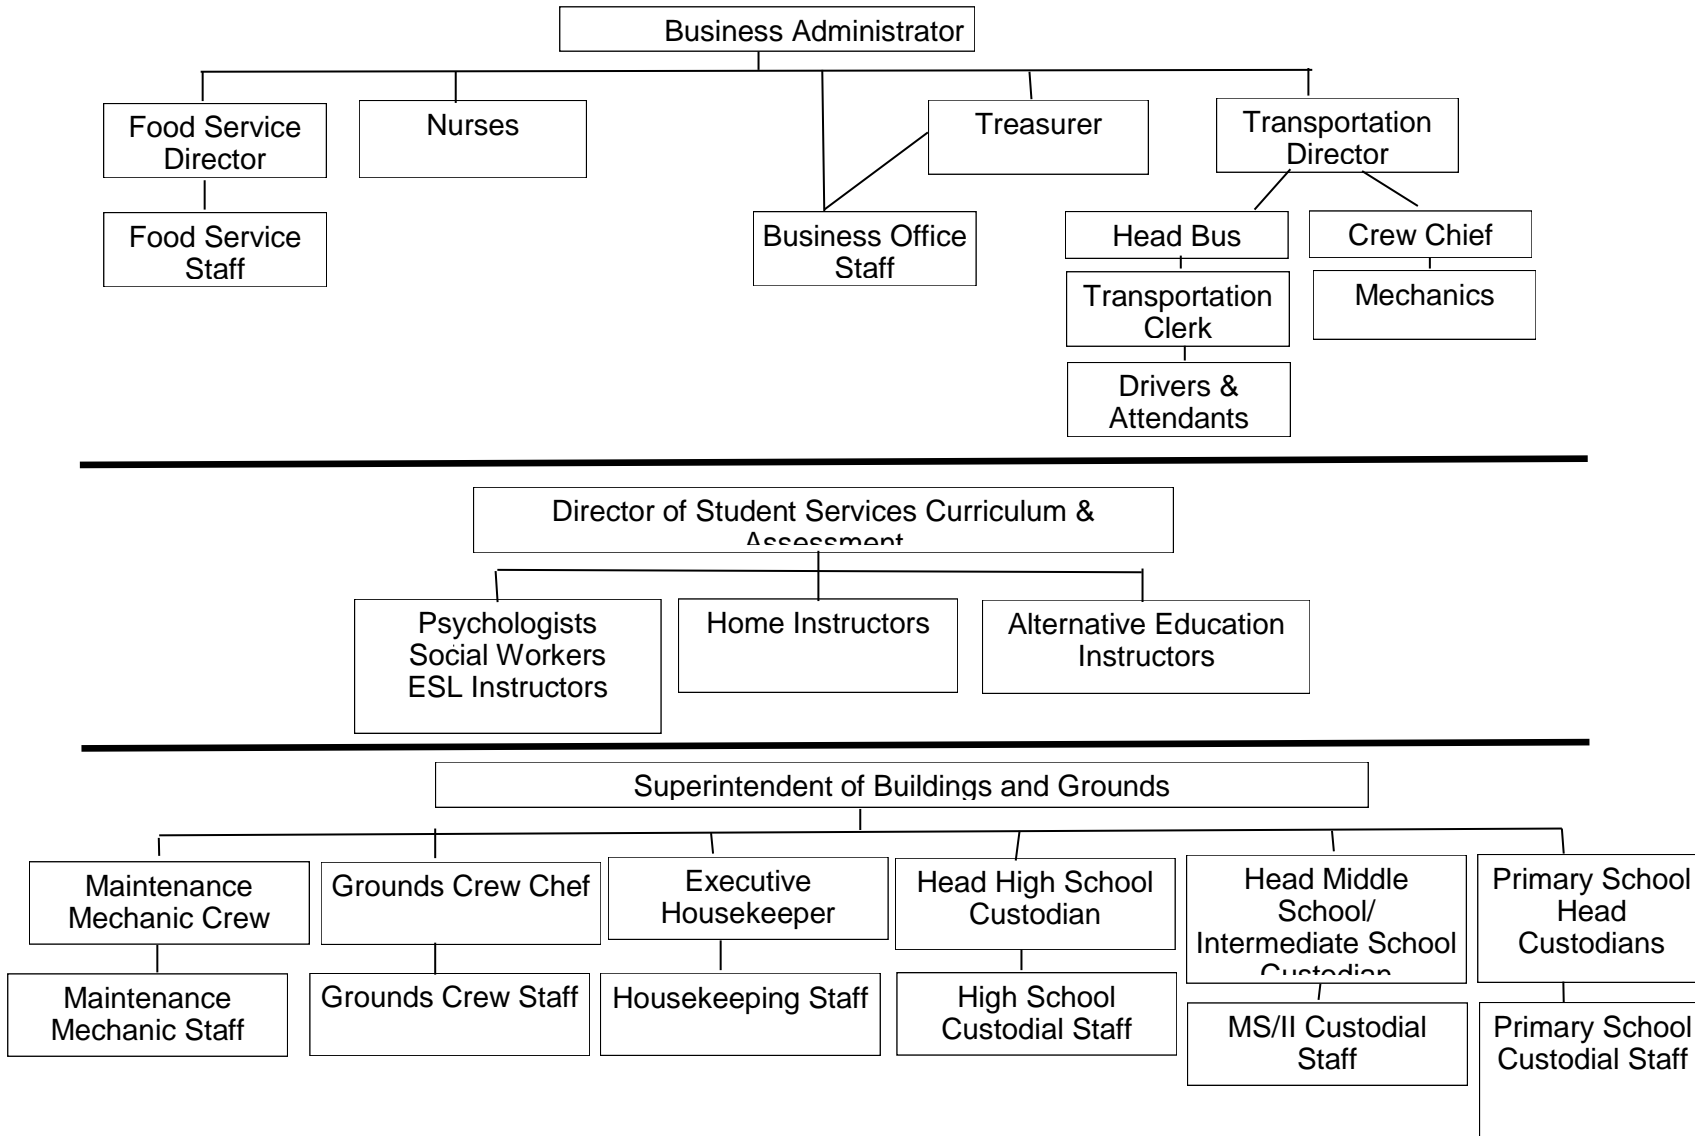 Business Administrator
Food Service
Director
Nurses
Treasurer
Transportation
Director
Food Service
Staff
Business Office
Staff
Head Bus
Crew Chief
Transportation
Clerk
Mechanics
Drivers &
Attendants
Director of Student Services Curriculum &
Assessment
Psychologists
Social Workers
ESL Instructors
Home Instructors
Alternative Education
Instructors
Superintendent of Buildings and Grounds
Maintenance
Mechanic Crew
Grounds Crew Chef
Executive
Housekeeper
Head High School
Custodian
Head Middle
School/
Intermediate School
Custodian
Primary School
Head
Custodians
Maintenance
Mechanic Staff
Grounds Crew Staff
Housekeeping Staff
High School
Custodial Staff
MS/II Custodial
Staff
Primary School
Custodial Staff